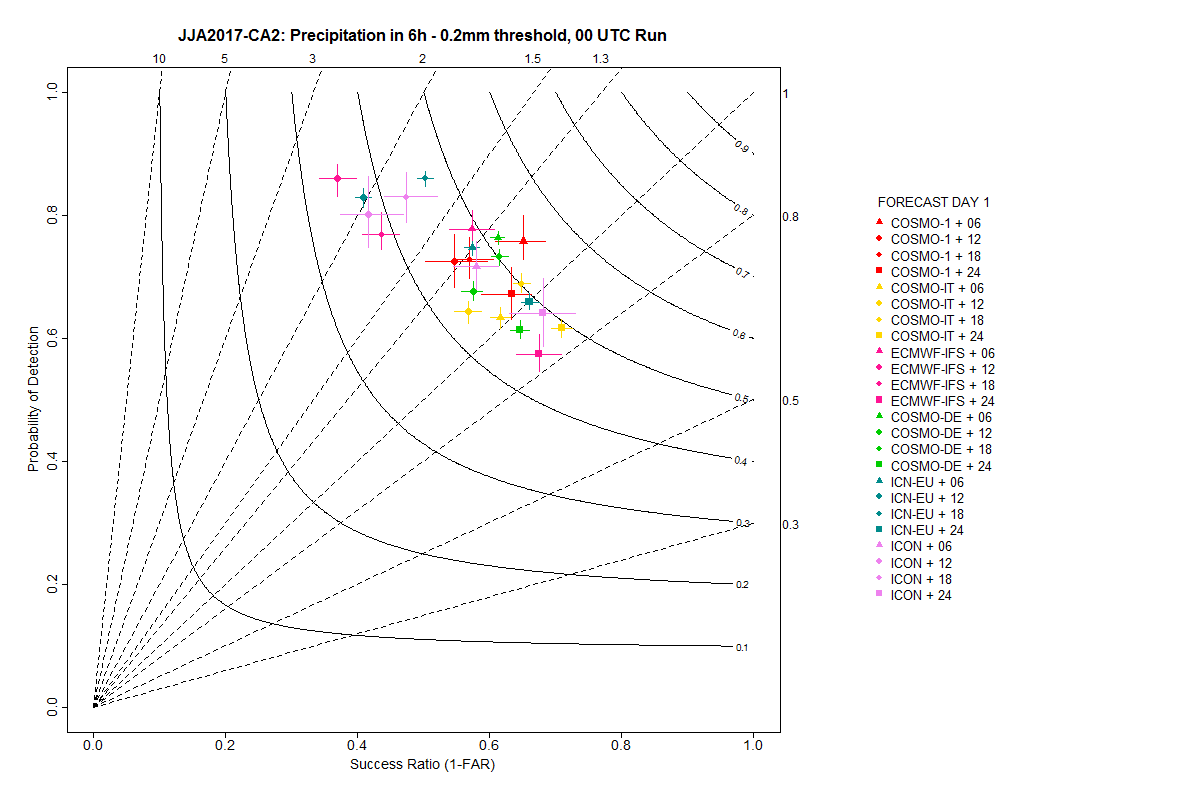 JJA2017-CA2: Precipitation in 6h - 0.2mm threshold, 00 UTC Run
10 5 3 2 1.5 1.3
1
0.8
0.5
0.3
0.9
0.8
0.7
0.6
0.5
0.4
0.3
0.2
0.1
1.0
0.8
0.6
0.4
0.2
0.0
Probability of Detection
0.0 0.2 0.4 0.6 0.8 1.0
Success Ratio (1-FAR)
FORECAST DAY 1
COSMO-1 + 06
COSMO-1 + 12
COSMO-1 + 18
COSMO-1 + 24
COSMO-IT + 06
COSMO-IT + 12
COSMO-IT + 18
COSMO-IT + 24
ECMWF-IFS + 06
ECMWF-IFS + 12
ECMWF-IFS + 18
ECMWF-IFS + 24
COSMO-DE + 06
COSMO-DE + 12
COSMO-DE + 18
COSMO-DE + 24
ICN-EU + 06
ICN-EU + 12
ICN-EU + 18
ICN-EU + 24
ICON + 06
ICON + 12
ICON + 18
ICON + 24